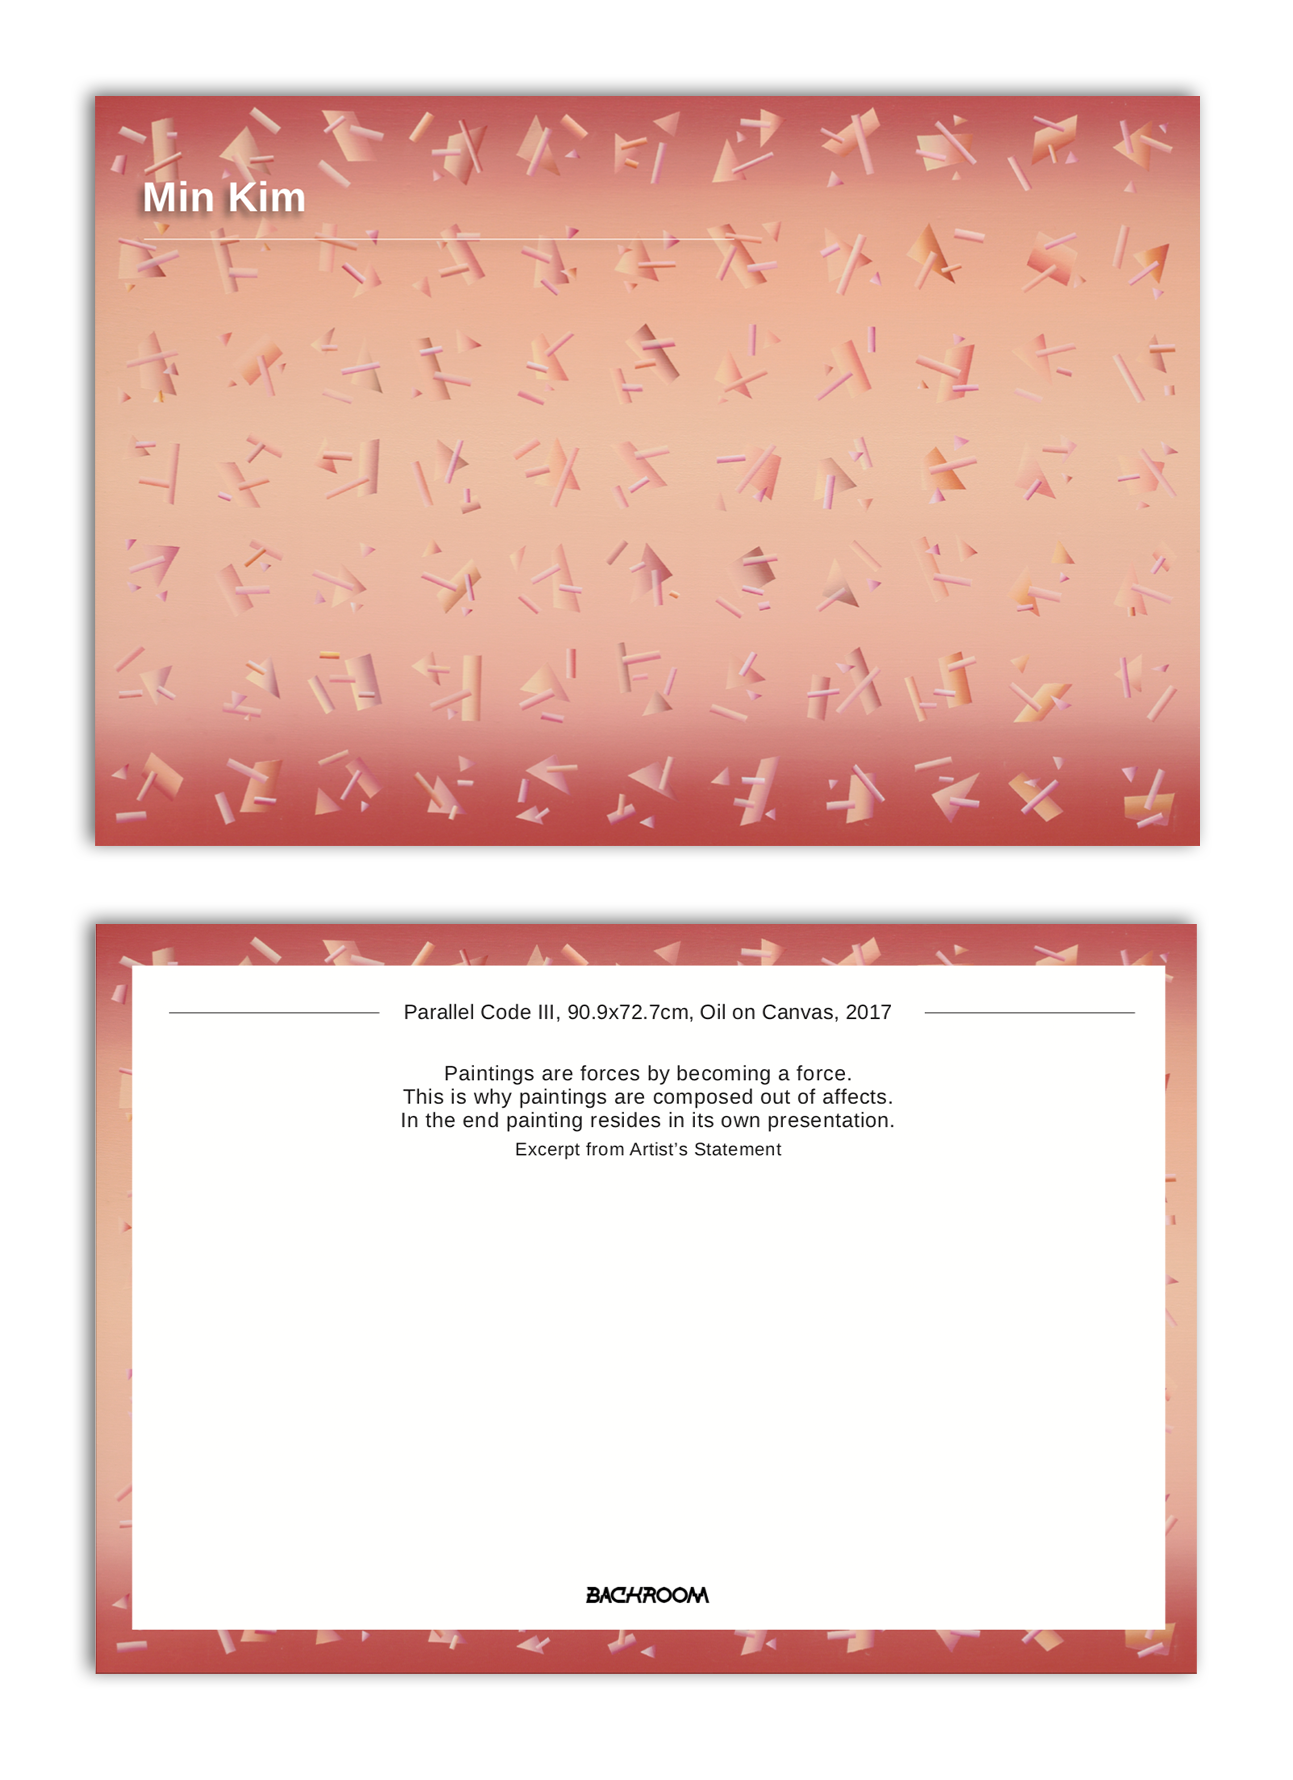 Min Kim
Parallel Code III, 90.9x72.7cm, Oil on Canvas, 2017
Paintings are forces by becoming a force.
This is why paintings are composed out of affects.
In the end painting resides in its own presentation.
Excerpt from Artist’s Statement
BACKROOM